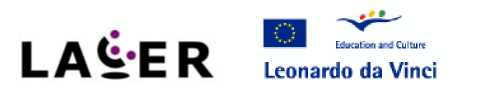 LASER
Education and Culture
Leonardo da Vinci